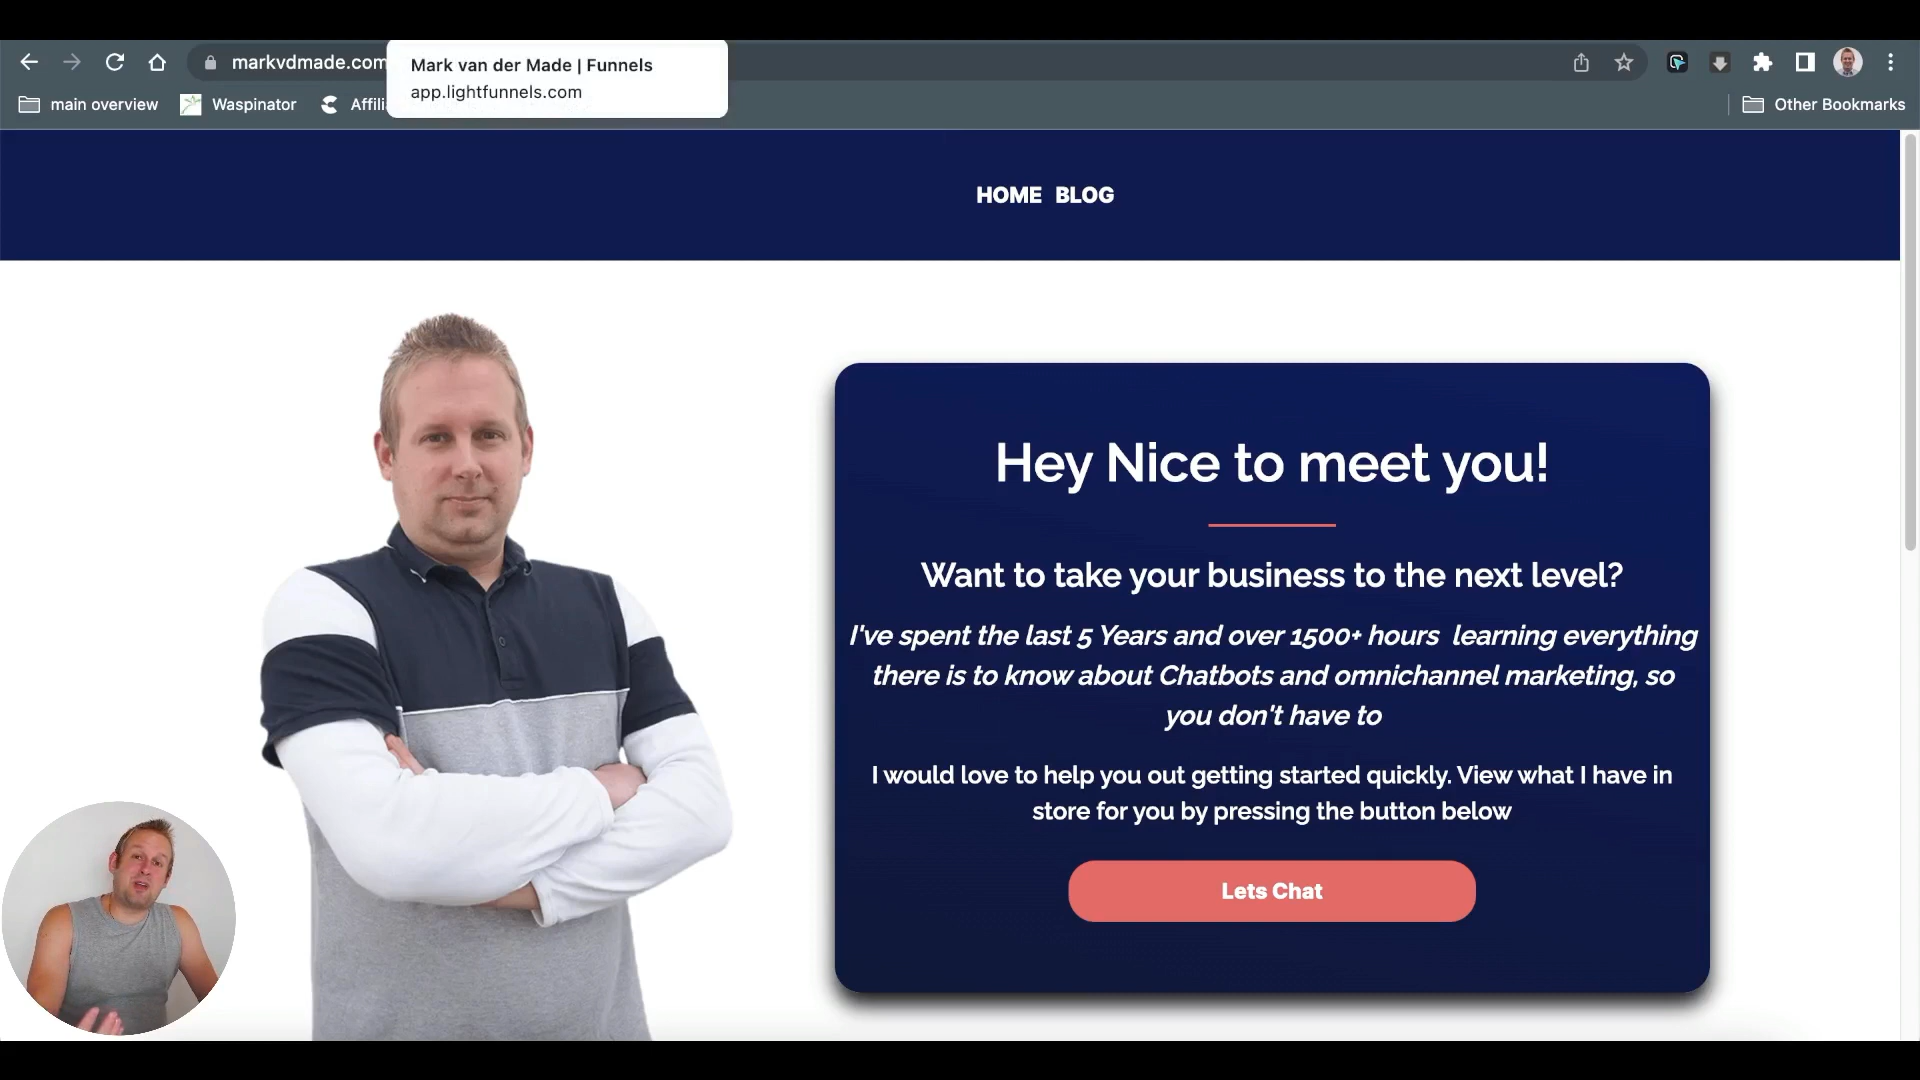 markvdmade.com
Mark van der Made | Funnels
app.lightfunnels.com
main overview
Waspinator
Affili
Other Bookmarks
HOME BLOG
Hey Nice to meet you!
Want to take your business to the next level?
I've spent the last 5 Years and over 1500+ hours learning everything
there is to know about Chatbots and omnichannel marketing, so
you don't have to
I would love to help you out getting started quickly. View what I have in
store for you by pressing the button below
Lets Chat